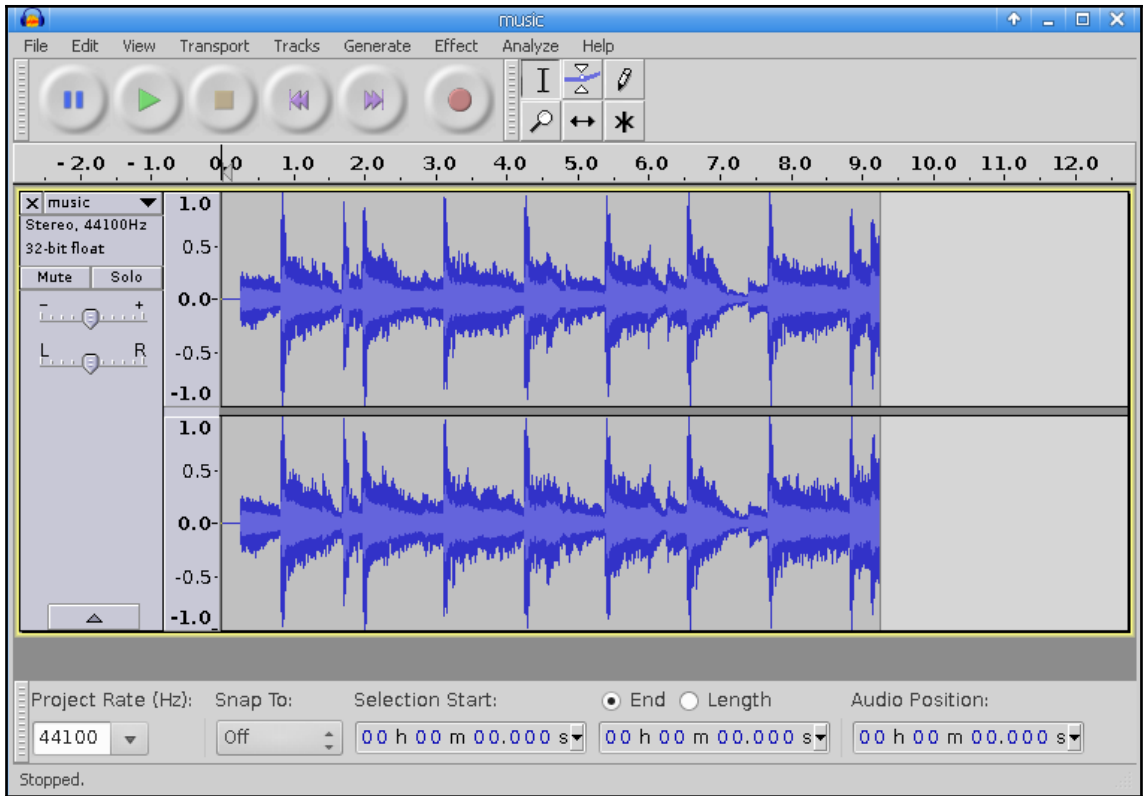 music
File Edit View Transport Tracks Generate Effect Analyze Help
- 2.0 - 1.0 0.0 1.0 2.0 3.0 4.0 5.0 6.0 7.0 8.0 9.0 10.0 11.0 12.0
X music
Stereo, 44100Hz
32-bit float
Mute Solo
- +
L R
1.0
0.5
0.0
-0.5
-1.0
1.0
0.5
0.0
-0.5
-1.0
Project Rate (Hz): Snap To: Selection Start: End Length Audio Position:
44100 Off 00 h 00 m 00.000 s 00 h 00 m 00.000 s 00 h 00 m 00.000 s
Stopped.